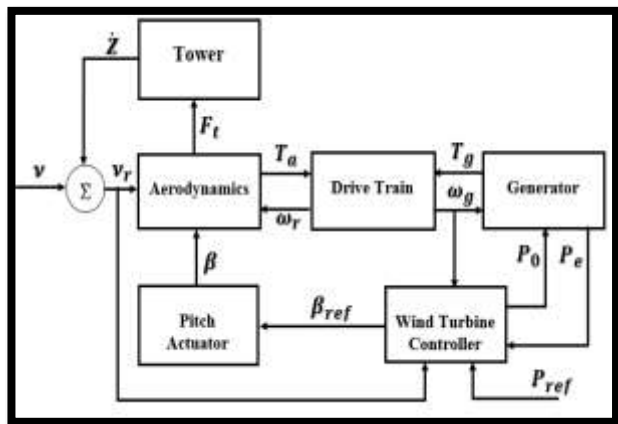 Ż
Tower
F_t
v
Σ
v_r
Aerodynamics
T_a
ω_r
Drive Train
T_g
ω_g
Generator
β
P_0
P_e
Pitch
Actuator
β_ref
Wind Turbine
Controller
P_ref